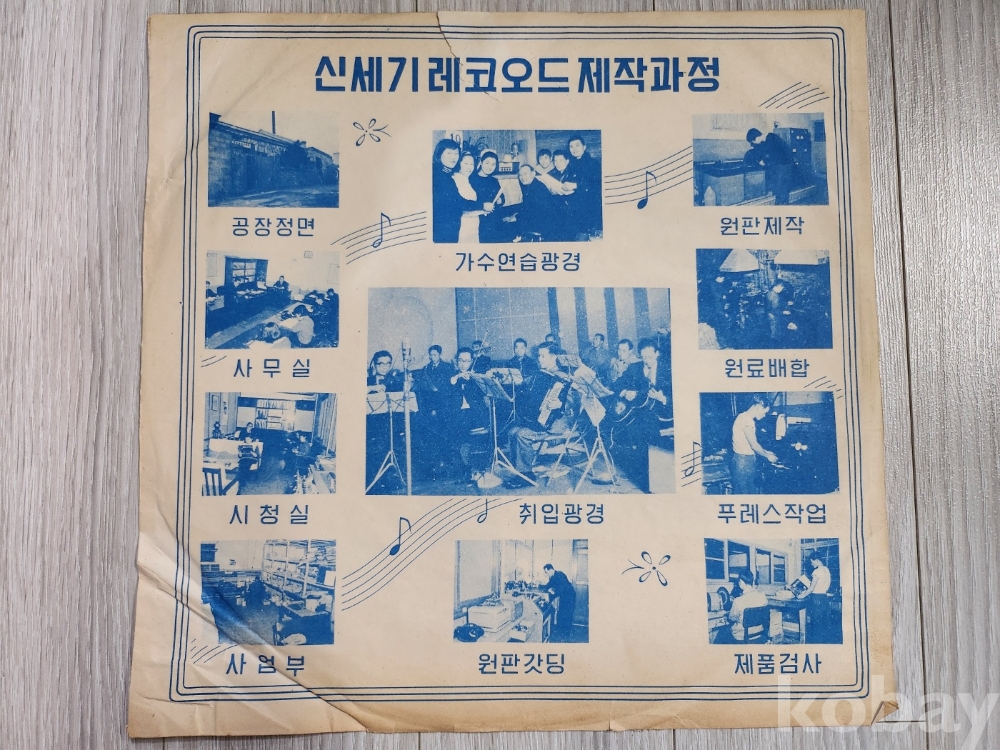 신세기레코오드제작과정
공장정면
가수연습광경
원판제작
사무실
원료배합
시청실
취입광경
푸레스작업
사업부
원판갓딩
제품검사
kobay